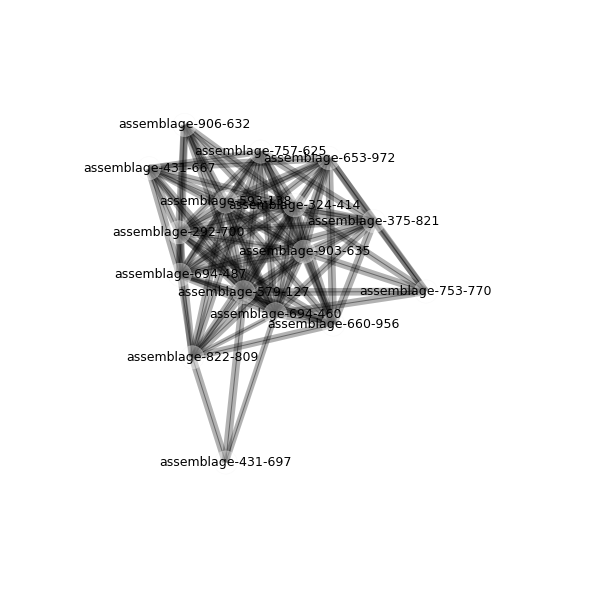 assemblage-906-632
assemblage-757-625
assemblage-653-972
assemblage-431-667
assemblage-593-138
assemblage-324-414
assemblage-375-821
assemblage-292-700
assemblage-903-635
assemblage-694-487
assemblage-579-127
assemblage-753-770
assemblage-694-460
assemblage-660-956
assemblage-822-809
assemblage-431-697